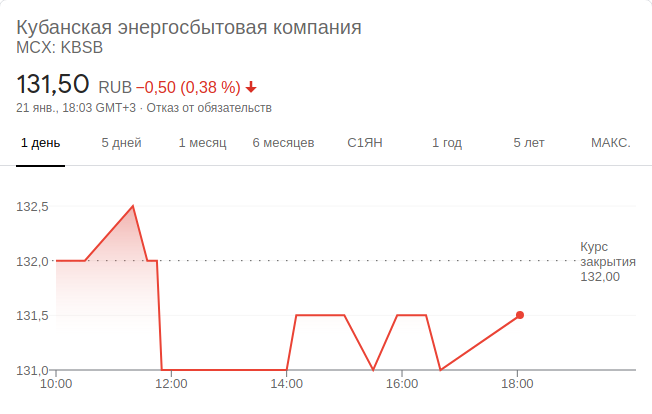 Кубанская энергосбытовая компания
MCX: KBSB
131,50 RUB −0,50 (0,38 %)
21 янв., 18:03 GMT+3 · Отказ от обязательств
1 день 5 дней 1 месяц 6 месяцев С1ЯН 1 год 5 лет МАКС.
132,5
Курс
132,0 закрытия
132,00
131,5
131,0
10:00 12:00 14:00 16:00 18:00